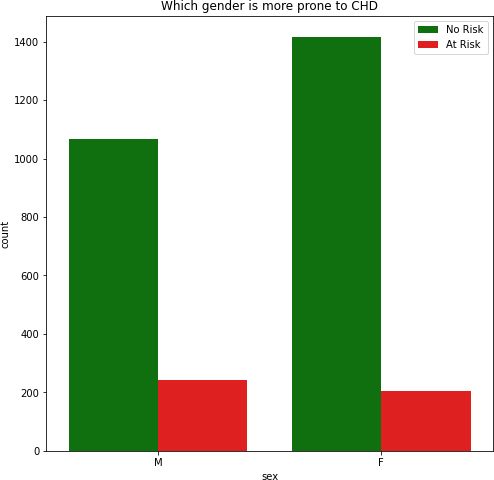 Which gender is more prone to CHD
No Risk
At Risk
1400
1200
1000
800
600
400
200
0
count
M
F
sex